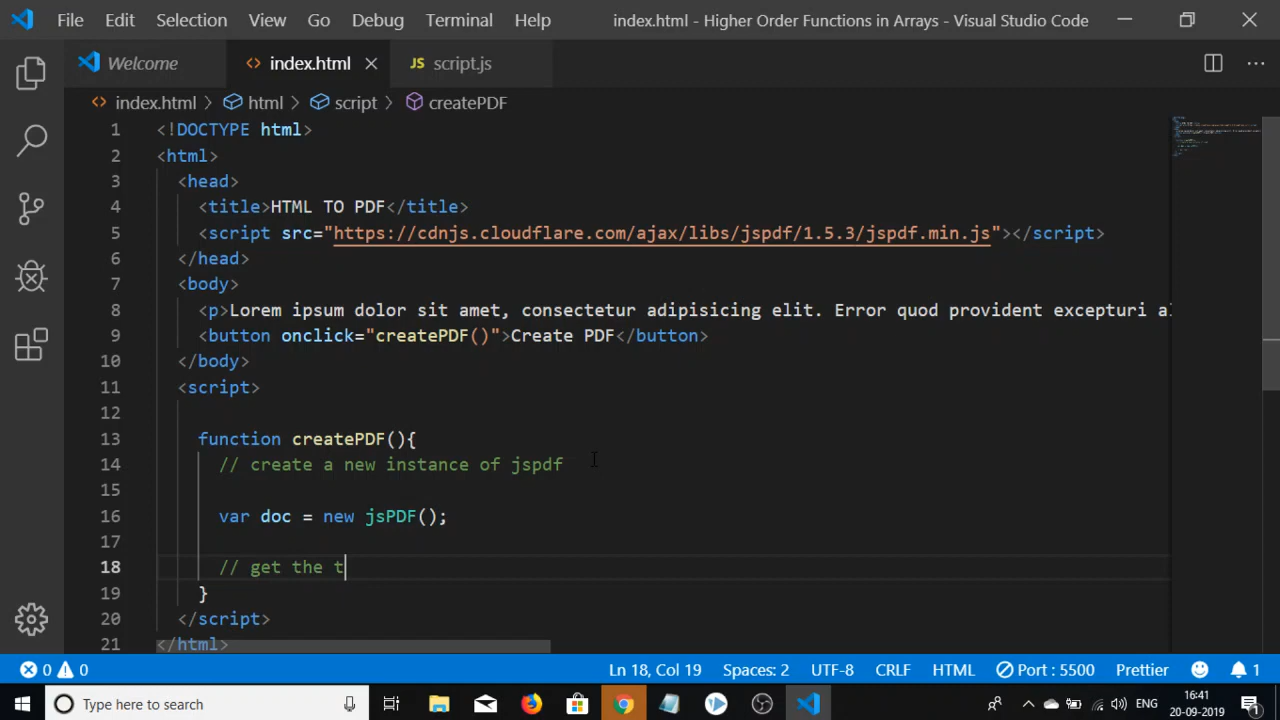 File Edit Selection View Go Debug Terminal Help index.html - Higher Order Functions in Arrays - Visual Studio Code
Welcome <> index.html JS script.js
<> index.html > html > script > createPDF
1 <!DOCTYPE html>
2 <html>
3 <head>
4 <title>HTML TO PDF</title>
5 <script src="https://cdnjs.cloudflare.com/ajax/libs/jspdf/1.5.3/jspdf.min.js"></script>
6 </head>
7 <body>
8 <p>Lorem ipsum dolor sit amet, consectetur adipisicing elit. Error quod provident excepturi al
9 <button onclick="createPDF()">Create PDF</button>
10 </body>
11 <script>
12
13 function createPDF(){
14 // create a new instance of jspdf
15
16 var doc = new jsPDF();
17
18 // get the t
19 }
20 </script>
21 </html>
0 0 Ln 18, Col 19 Spaces: 2 UTF-8 CRLF HTML Port : 5500 Prettier 1
Type here to search ENG 16:41
20-09-2019 1